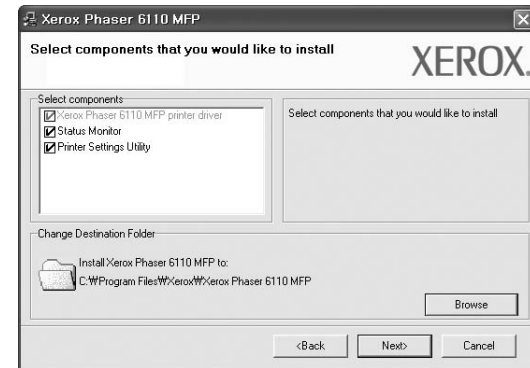 Xerox Phaser 6110 MFP
Select components that you would like to install
XEROX.
Select components
Xerox Phaser 6110 MFP printer driver
Status Monitor
Printer Settings Utility
Select components that you would like to install
Change Destination Folder
Install Xerox Phaser 6110 MFP to:
C:₩Program Files₩Xerox₩Xerox Phaser 6110 MFP
Browse
<Back
Next>
Cancel